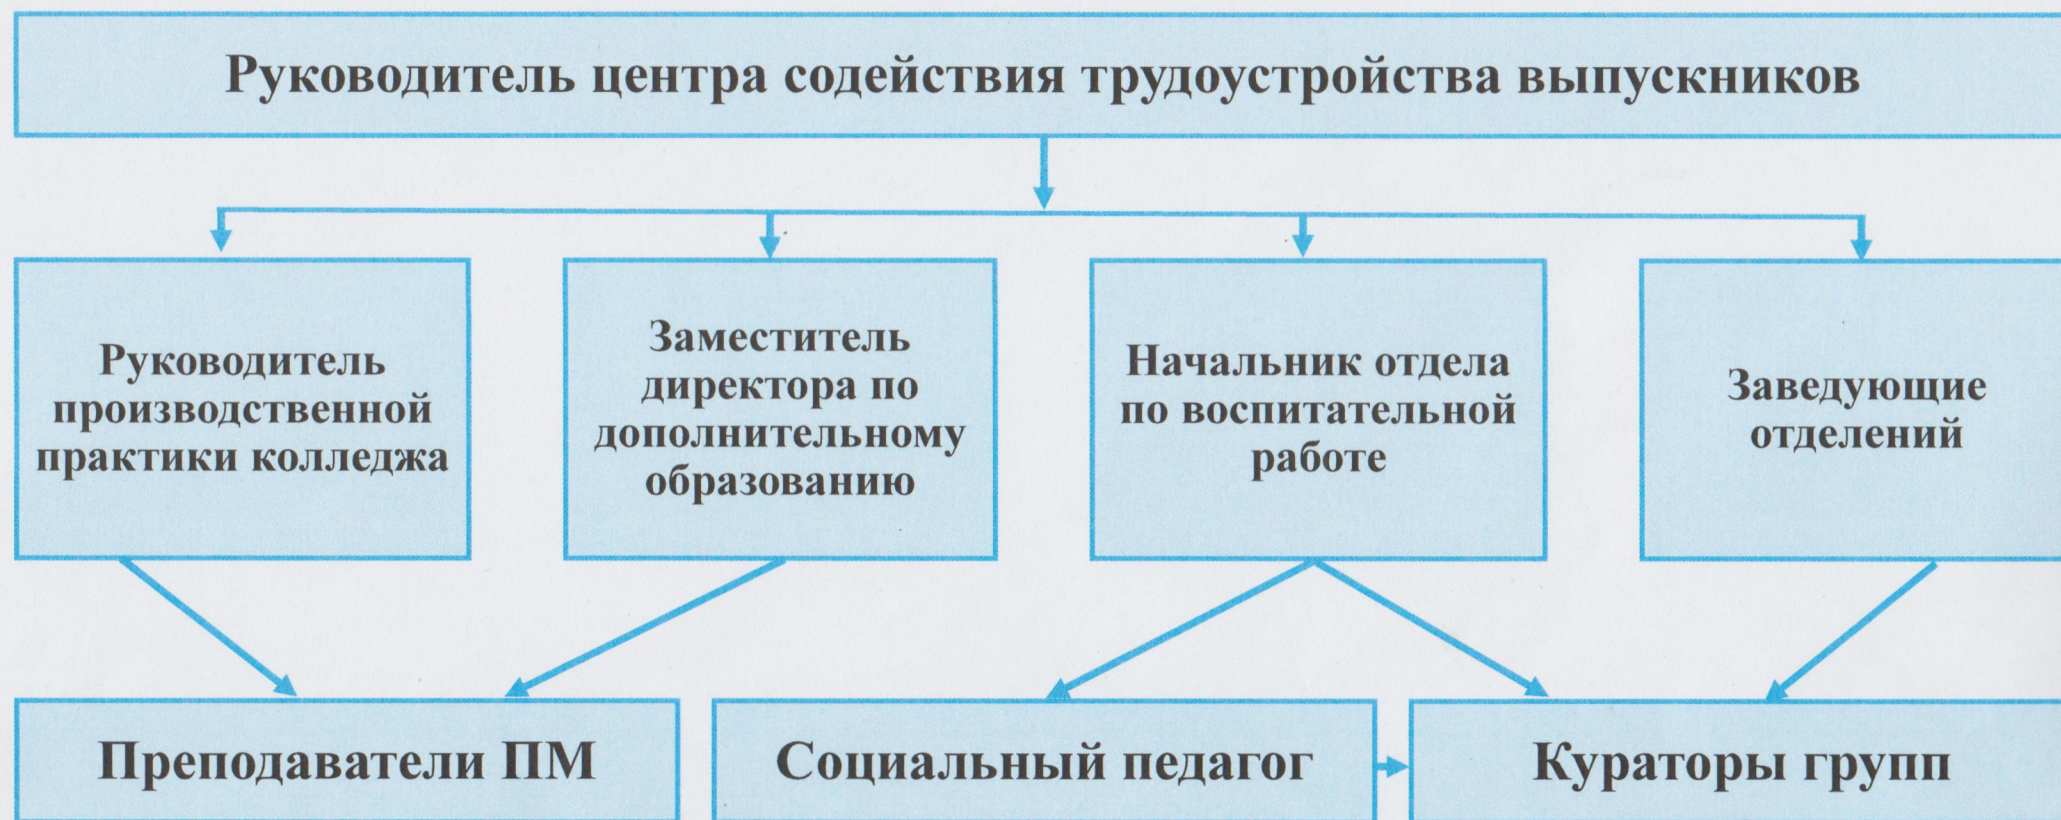 Руководитель центра содействия трудоустройства выпускников
Руководитель
производственной
практики колледжа
Заместитель
директора по
дополнительному
образованию
Начальник отдела
по воспитательной
работе
Заведующие
отделений
Преподаватели ПМ
Социальный педагог
Кураторы групп